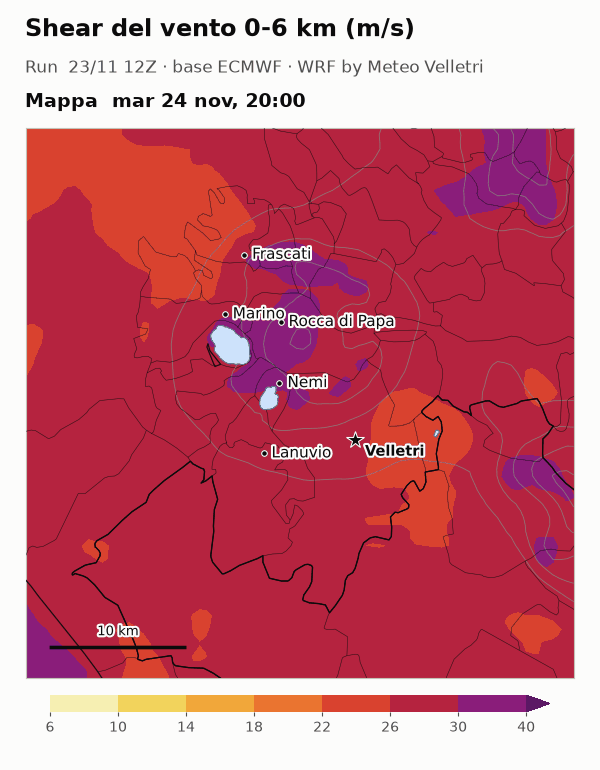 Shear del vento 0-6 km (m/s)
Run  23/11 12Z · base ECMWF · WRF by Meteo Velletri
Mappa  mar 24 nov, 20:00
Frascati
Marino
Rocca di Papa
Nemi
Velletri
Lanuvio
10 km
6 10 14 18 22 26 30 40